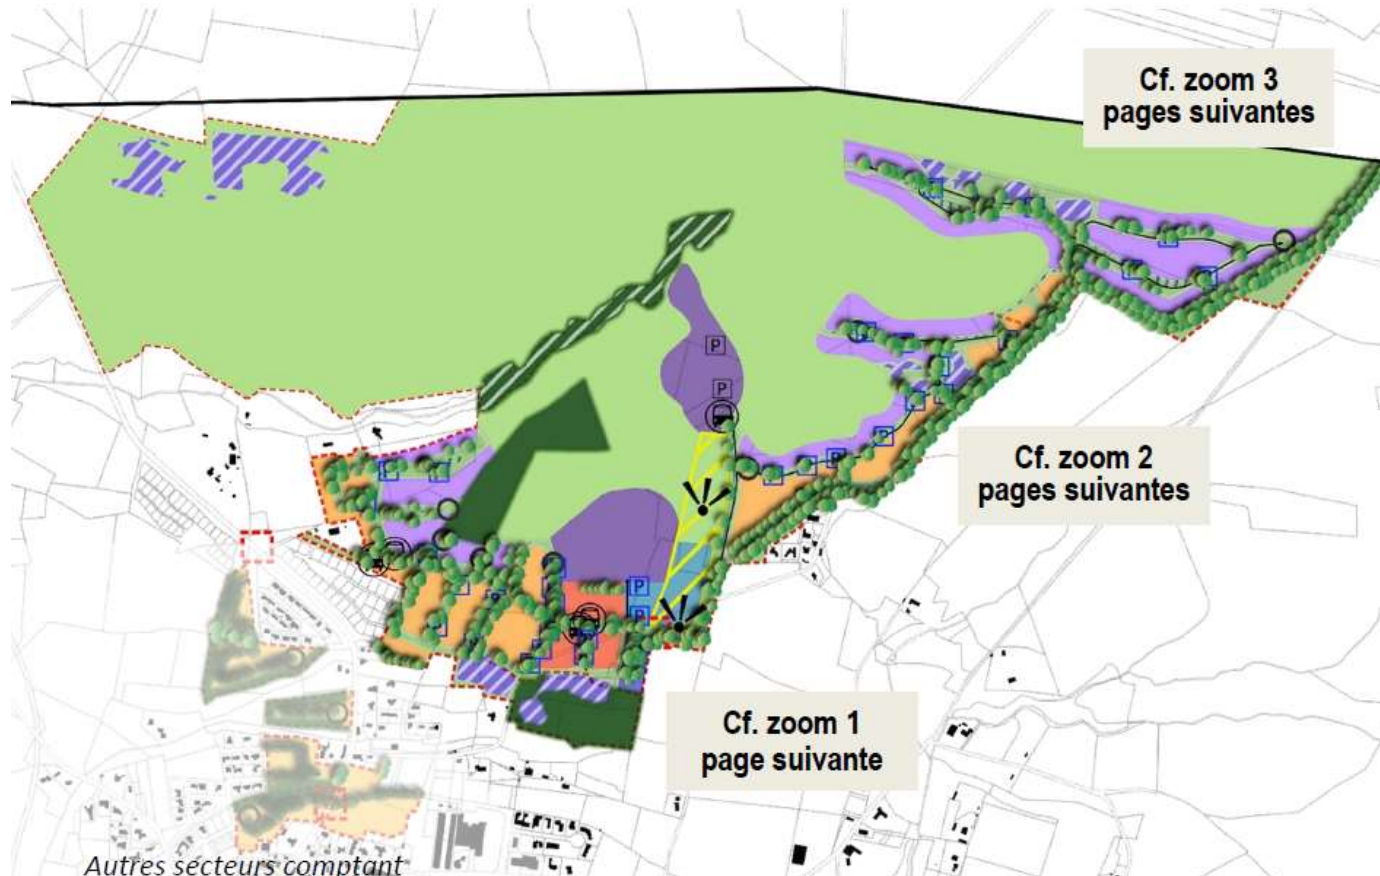 Cf. zoom 3
pages suivantes
P
P
P
P
Cf. zoom 2
pages suivantes
P
P
Cf. zoom 1
page suivante
Autres secteurs comptant